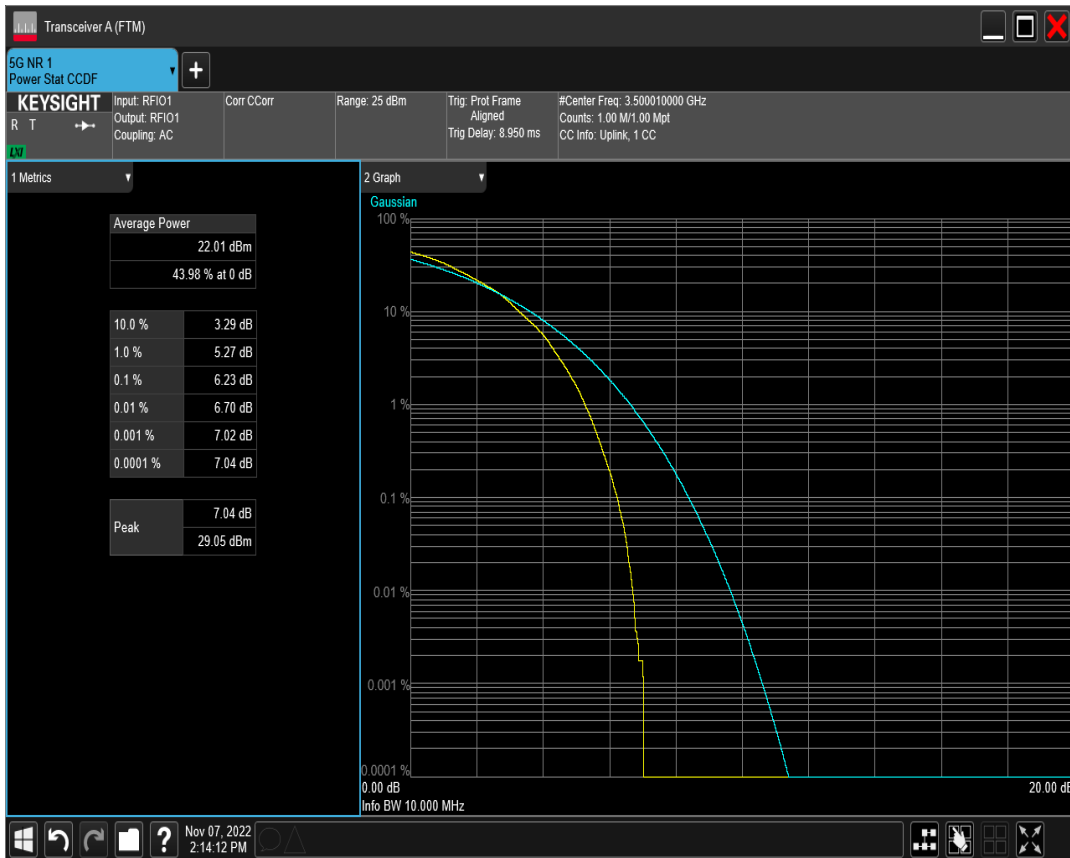 Transceiver A (FTM)
5G NR 1
Power Stat CCDF
+
KEYSIGHT
R T
LXI
Input: RFIO1
Output: RFIO1
Coupling: AC
Corr CCorr
Range: 25 dBm
Trig: Prot Frame
Aligned
Trig Delay: 8.950 ms
#Center Freq: 3.500010000 GHz
Counts: 1.00 M/1.00 Mpt
CC Info: Uplink, 1 CC
1 Metrics
Average Power
22.01 dBm
43.98 % at 0 dB
10.0 % 3.29 dB
1.0 % 5.27 dB
0.1 % 6.23 dB
0.01 % 6.70 dB
0.001 % 7.02 dB
0.0001 % 7.04 dB
Peak
7.04 dB
29.05 dBm
2 Graph
Gaussian
100 %
10 %
1 %
0.1 %
0.01 %
0.001 %
0.0001 %
0.00 dB 20.00 dB
Info BW 10.000 MHz
?
Nov 07, 2022
2:14:12 PM